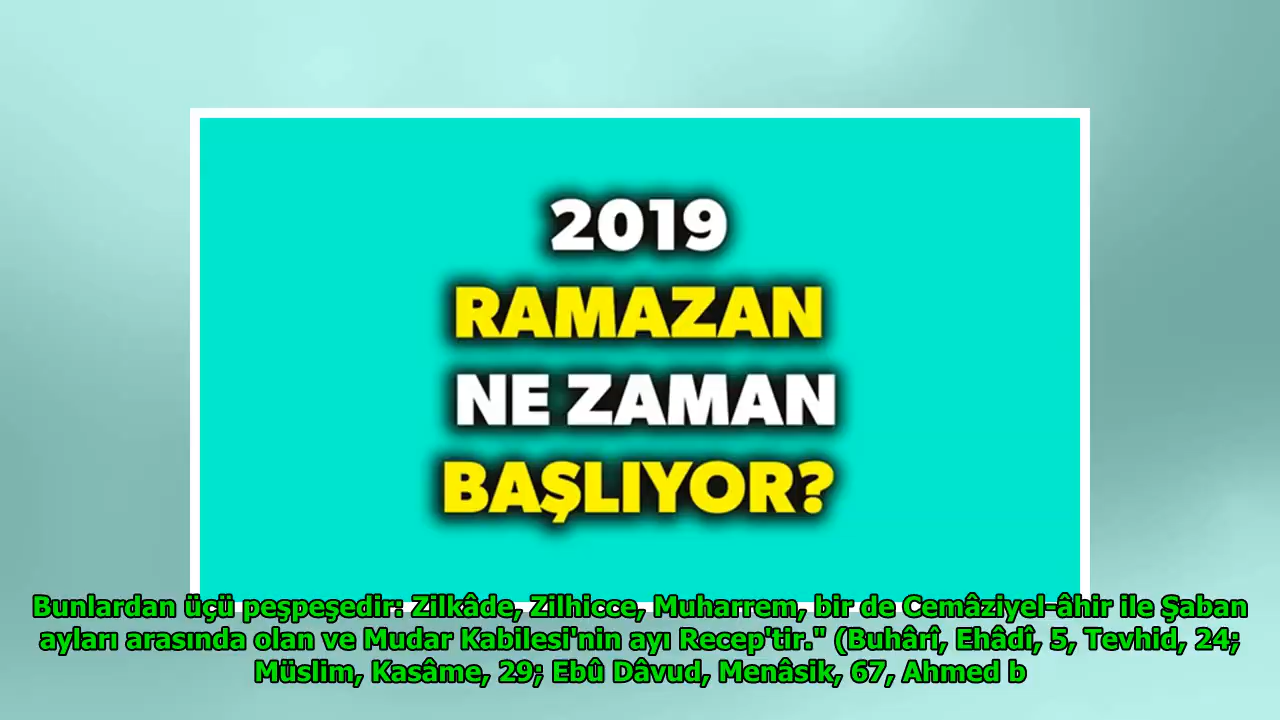 2019
RAMAZAN
NE ZAMAN
BAŞLIYOR?
Bunlardan üçü peşpeşedir: Zilkâde, Zilhicce, Muharrem, bir de Cemâziyel-âhir ile Şaban
ayları arasında olan ve Mudar Kabilesi'nin ayı Recep'tir." (Buhârî, Ehâdî, 5, Tevhid, 24;
Müslim, Kasâme, 29; Ebû Dâvud, Menâsik, 67, Ahmed b